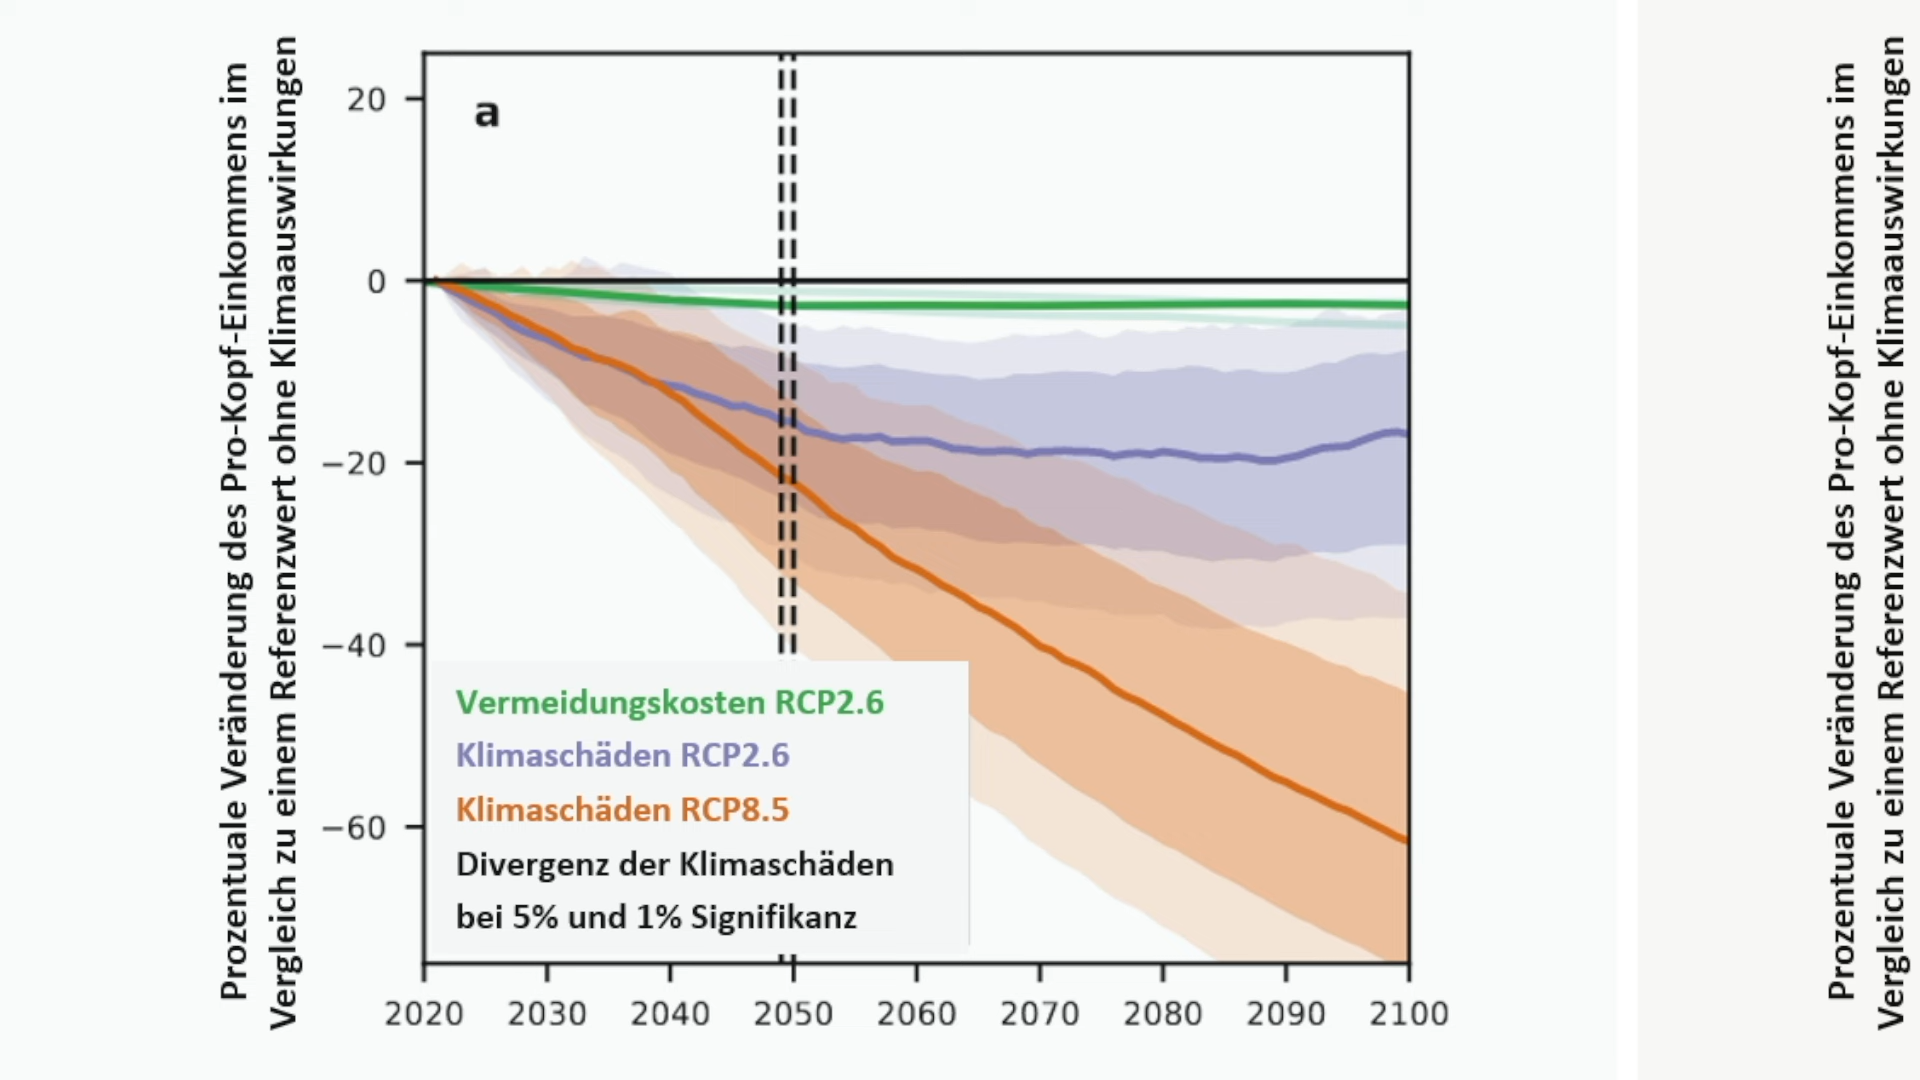 Prozentuale Veränderung des Pro-Kopf-Einkommens im
Vergleich zu einem Referenzwert ohne Klimaauswirkungen
a
20
0
−20
−40
−60
Vermeidungskosten RCP2.6
Klimaschäden RCP2.6
Klimaschäden RCP8.5
Divergenz der Klimaschäden
bei 5% und 1% Signifikanz
2020 2030 2040 2050 2060 2070 2080 2090 2100
Prozentuale Veränderung des Pro-Kopf-Einkommens im
Vergleich zu einem Referenzwert ohne Klimaauswirkungen